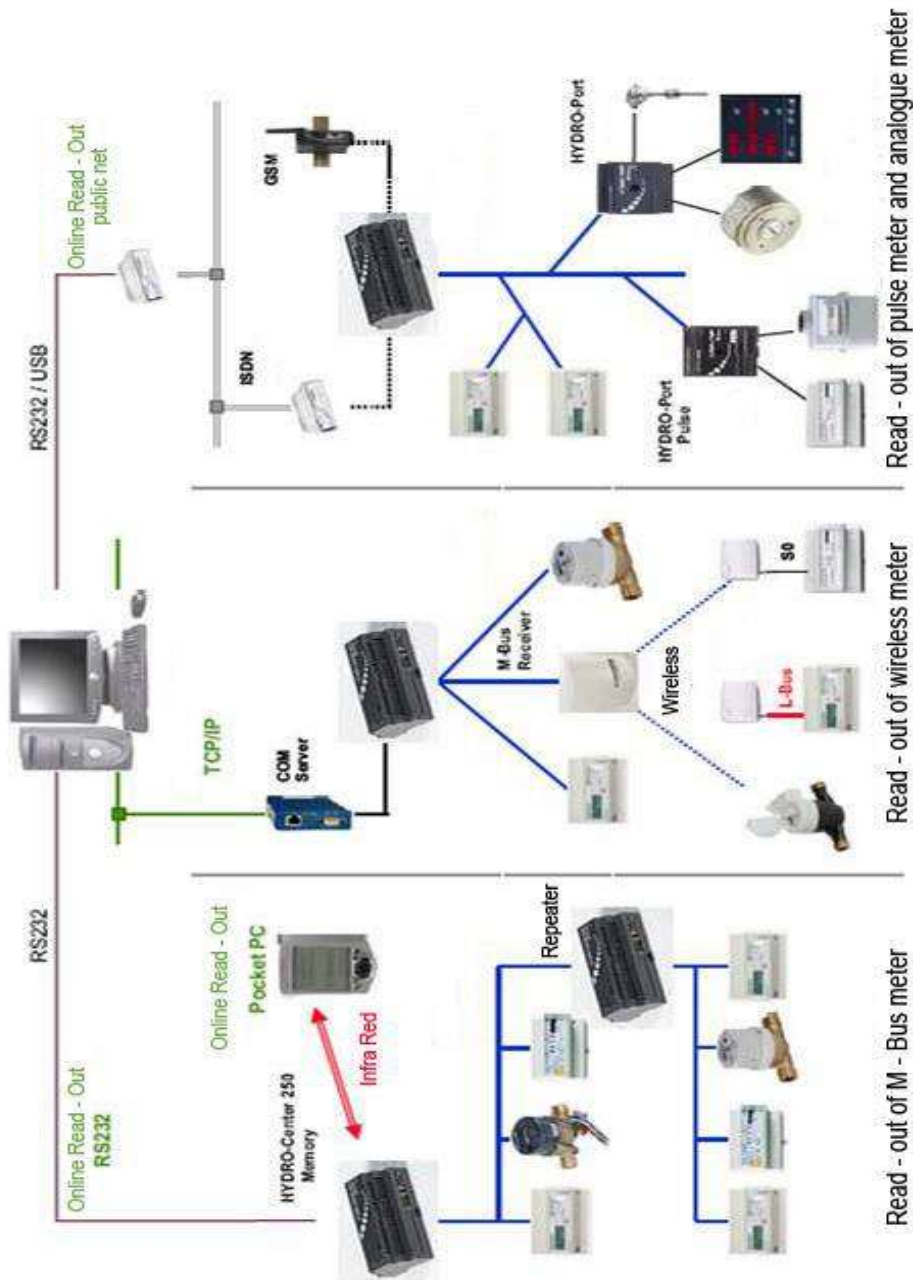 RS232
RS232 / USB
Online Read - Out
RS232
Online Read - Out
Pocket PC
Infra Red
HYDRO-Center 250
Memory
Repeater
Read - out of M - Bus meter
TCP/IP
COM
Server
M-Bus
Receiver
Wireless
L-Bus
S0
Read - out of wireless meter
Online Read - Out
public net
ISDN
GSM
HYDRO-Port
HYDRO-Port
Pulse
Read - out of pulse meter and analogue meter